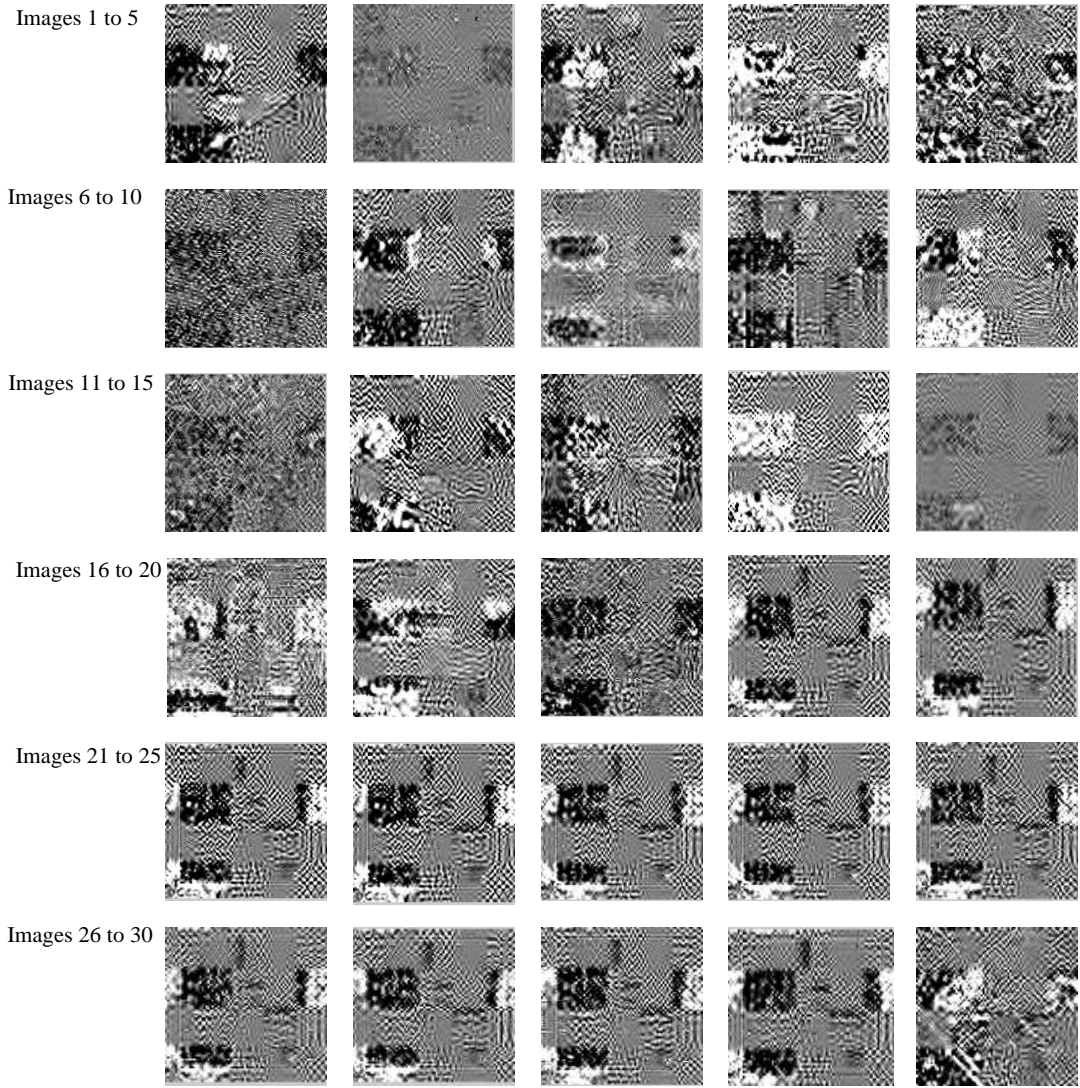 Images 1 to 5
Images 6 to 10
Images 11 to 15
Images 16 to 20
Images 21 to 25
Images 26 to 30